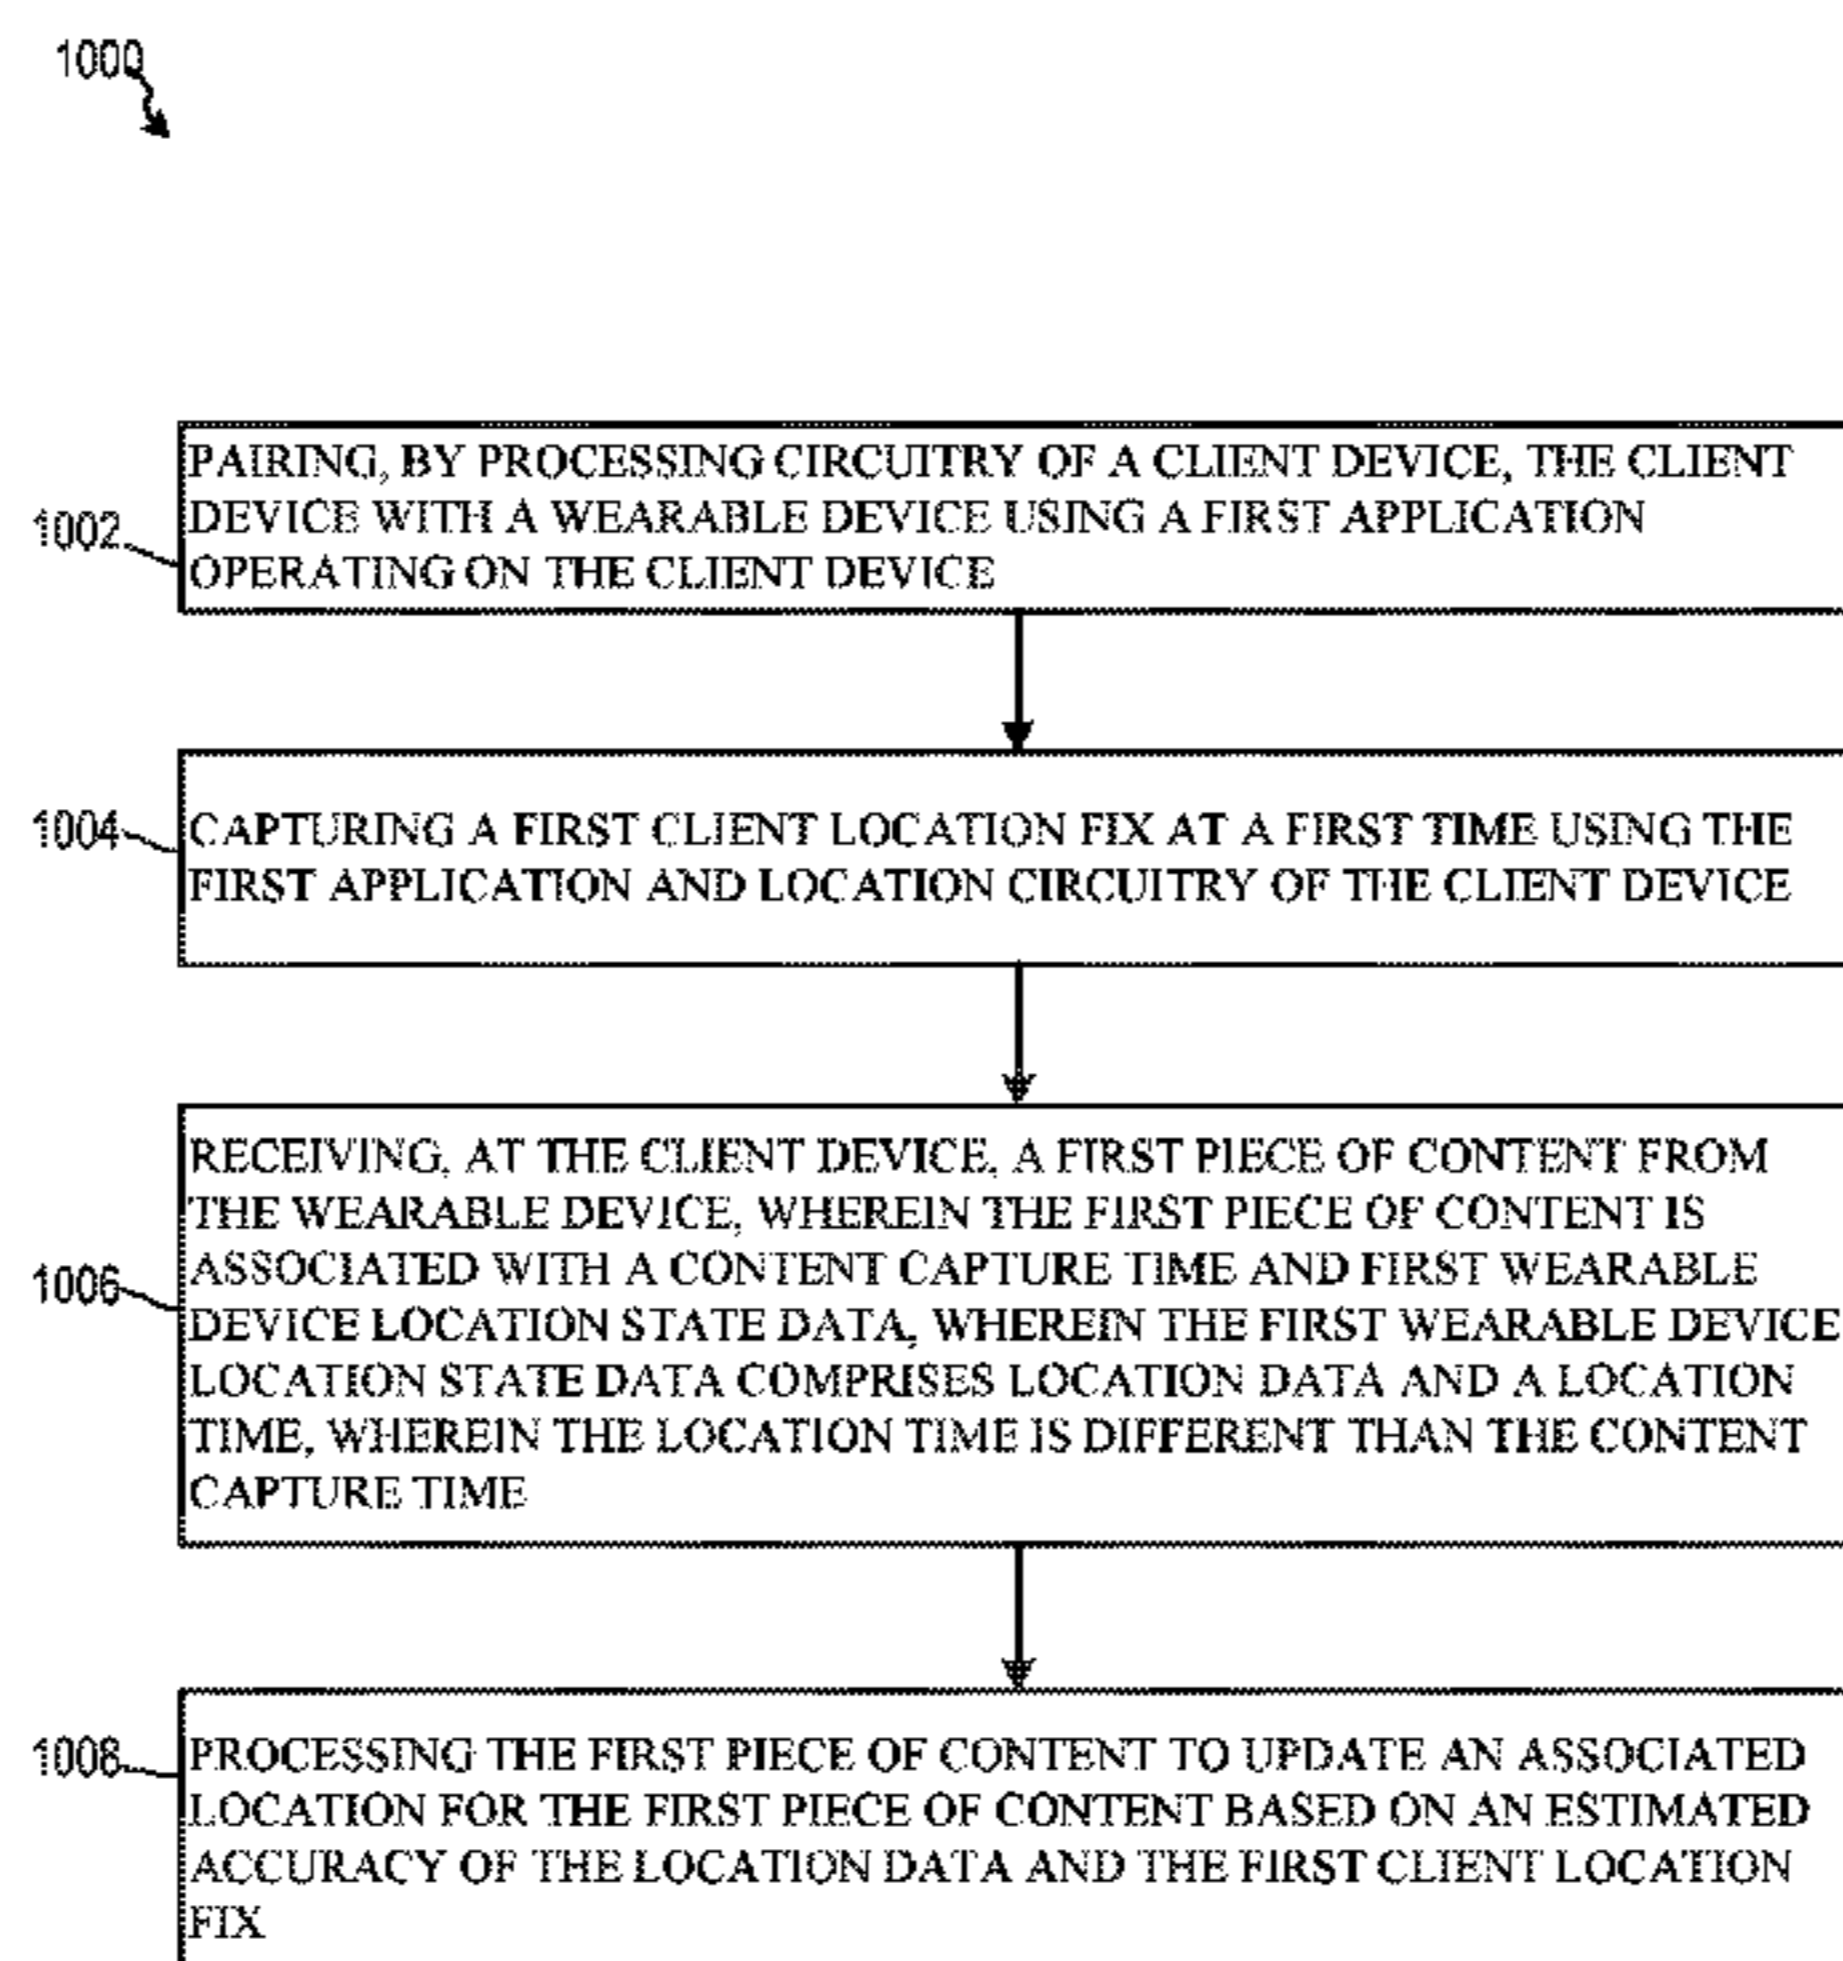 1000
PAIRING, BY PROCESSING CIRCUITRY OF A CLIENT DEVICE, THE CLIENT
DEVICE WITH A WEARABLE DEVICE USING A FIRST APPLICATION
OPERATING ON THE CLIENT DEVICE
1002
CAPTURING A FIRST CLIENT LOCATION FIX AT A FIRST TIME USING THE
FIRST APPLICATION AND LOCATION CIRCUITRY OF THE CLIENT DEVICE
1004
RECEIVING, AT THE CLIENT DEVICE, A FIRST PIECE OF CONTENT FROM
THE WEARABLE DEVICE, WHEREIN THE FIRST PIECE OF CONTENT IS
ASSOCIATED WITH A CONTENT CAPTURE TIME AND FIRST WEARABLE
DEVICE LOCATION STATE DATA, WHEREIN THE FIRST WEARABLE DEVICE
LOCATION STATE DATA COMPRISES LOCATION DATA AND A LOCATION
TIME, WHEREIN THE LOCATION TIME IS DIFFERENT THAN THE CONTENT
CAPTURE TIME
1006
PROCESSING THE FIRST PIECE OF CONTENT TO UPDATE AN ASSOCIATED
LOCATION FOR THE FIRST PIECE OF CONTENT BASED ON AN ESTIMATED
ACCURACY OF THE LOCATION DATA AND THE FIRST CLIENT LOCATION
FIX
1008